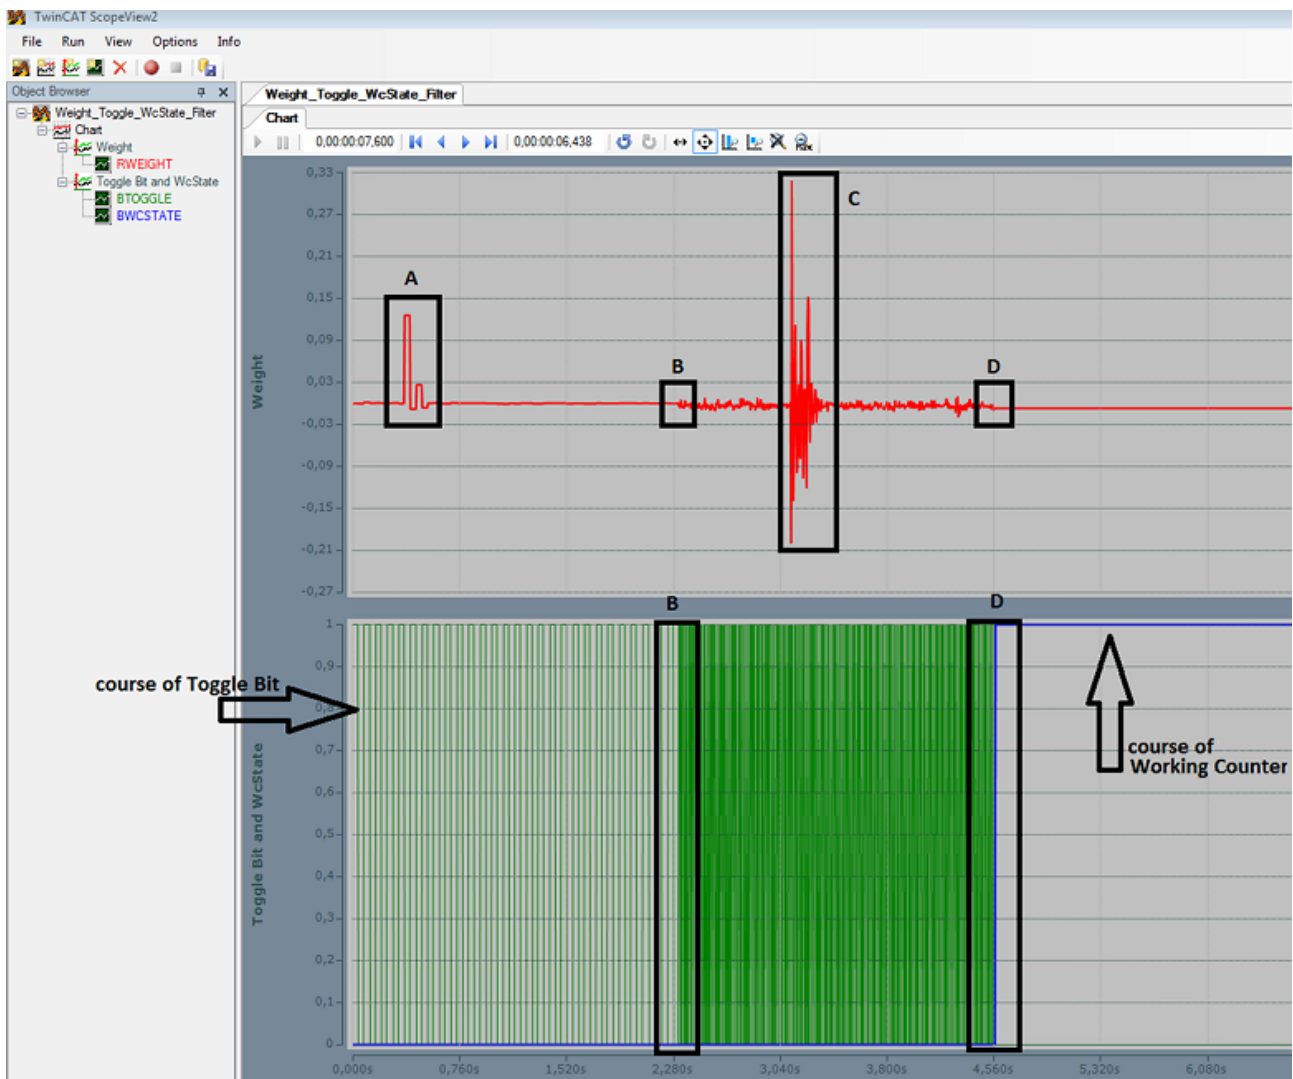 TwinCAT ScopeView2
File Run View Options Info
Object Browser
Weight_Toggle_WcState_Filter
Chart
Weight
RWEIGHT
Toggle Bit and WcState
BTOGGLE
BWCSTATE
Weight_Toggle_WcState_Filter
Chart
0,00:00:07,600 0,00:00:06,438
0,33
0,27
0,21
0,15
0,09
0,03
-0,03
-0,09
-0,15
-0,21
-0,27
Weight
A
B
C
D
B
D
1
0,9
0,8
0,7
0,6
0,5
0,4
0,3
0,2
0,1
0
Toggle Bit and WcState
course of Toggle Bit
course of
Working Counter
0,000s 0,760s 1,520s 2,280s 3,040s 3,800s 4,560s 5,320s 6,080s